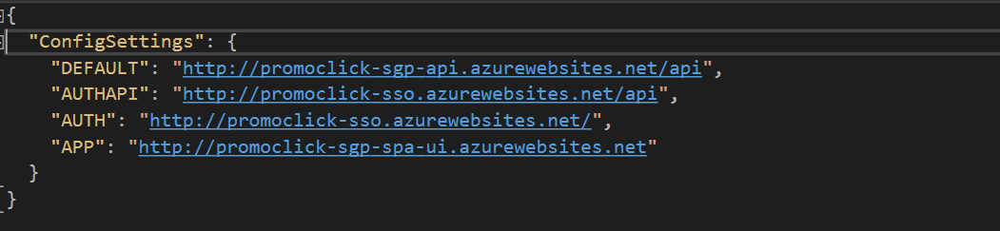 {
"ConfigSettings": {
"DEFAULT": "http://promoclick-sgp-api.azurewebsites.net/api",
"AUTHAPI": "http://promoclick-sso.azurewebsites.net/api",
"AUTH": "http://promoclick-sso.azurewebsites.net/",
"APP": "http://promoclick-sgp-spa-ui.azurewebsites.net"
}
}